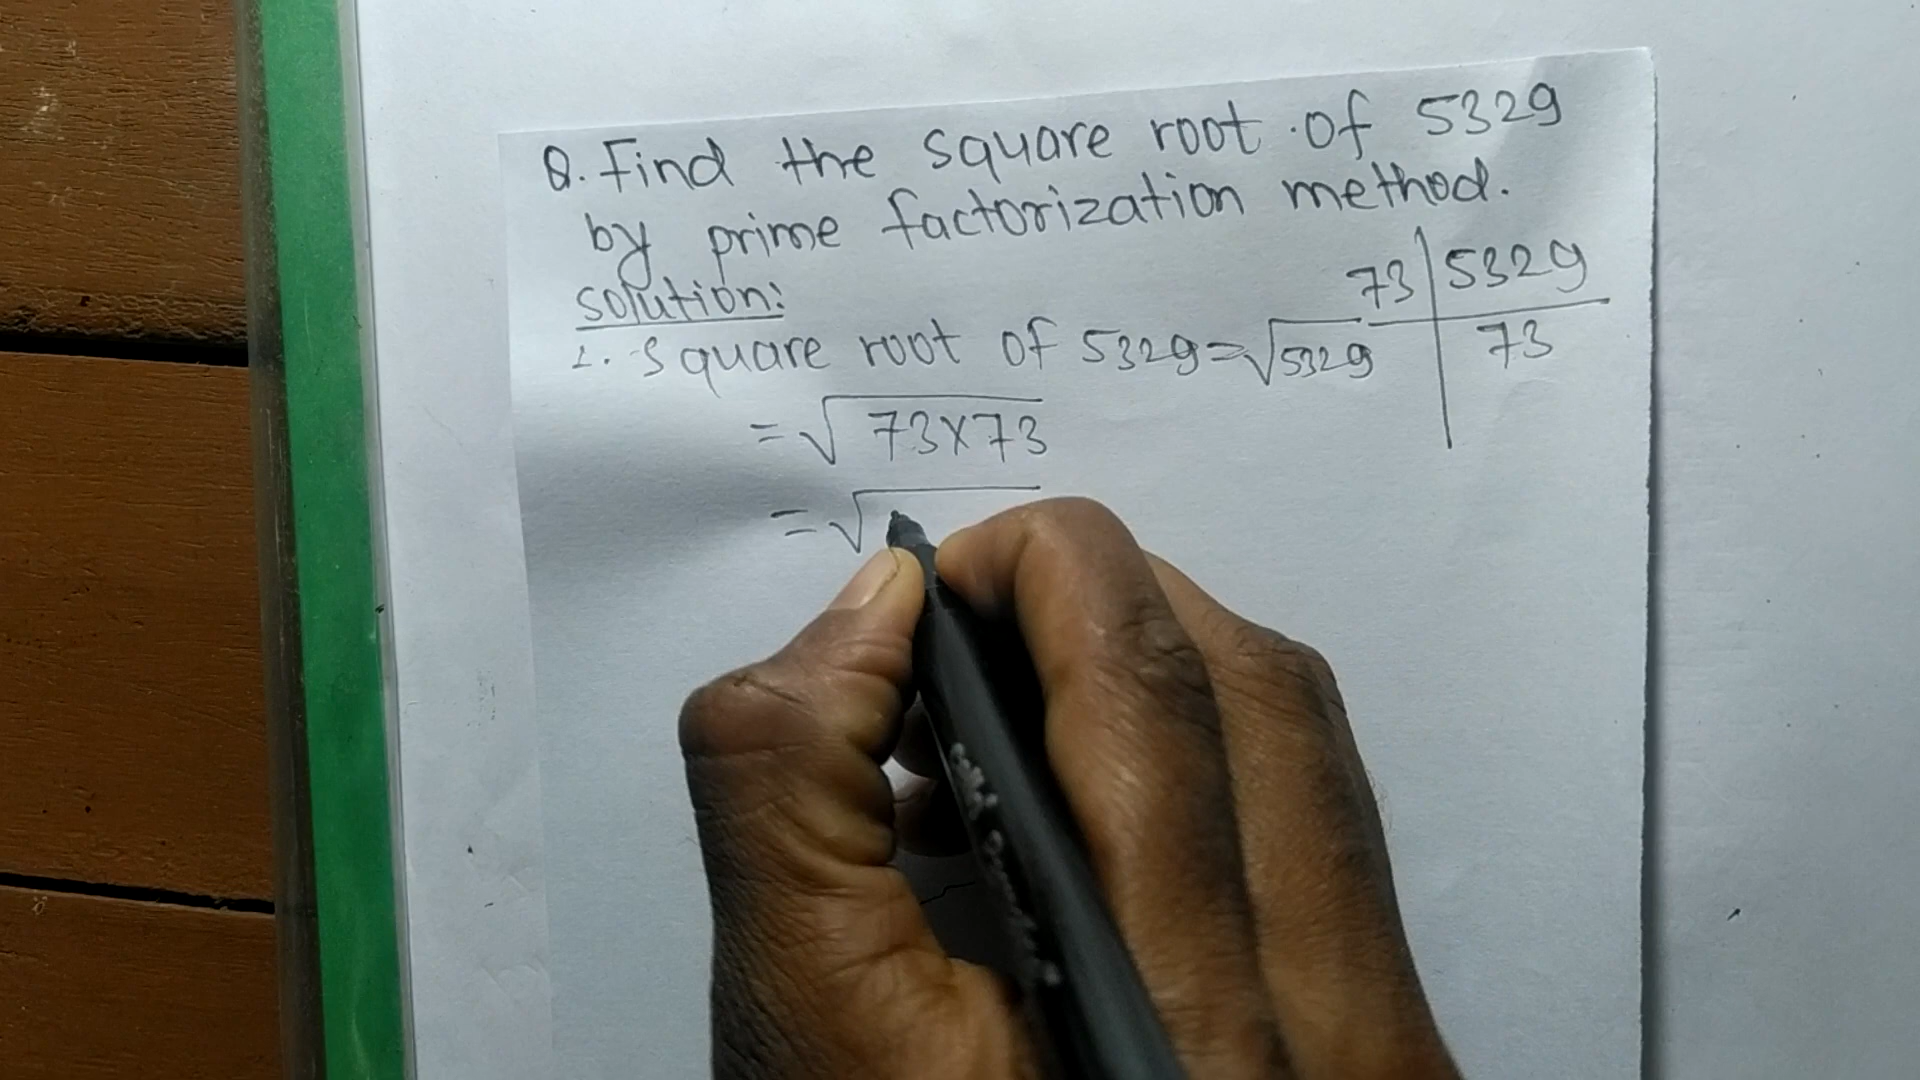 Q. Find the square root of 5329
by prime factorization method.
solution:
73 | 5329
73
1. Square root of 5329 = √5329
= √73×73
= √